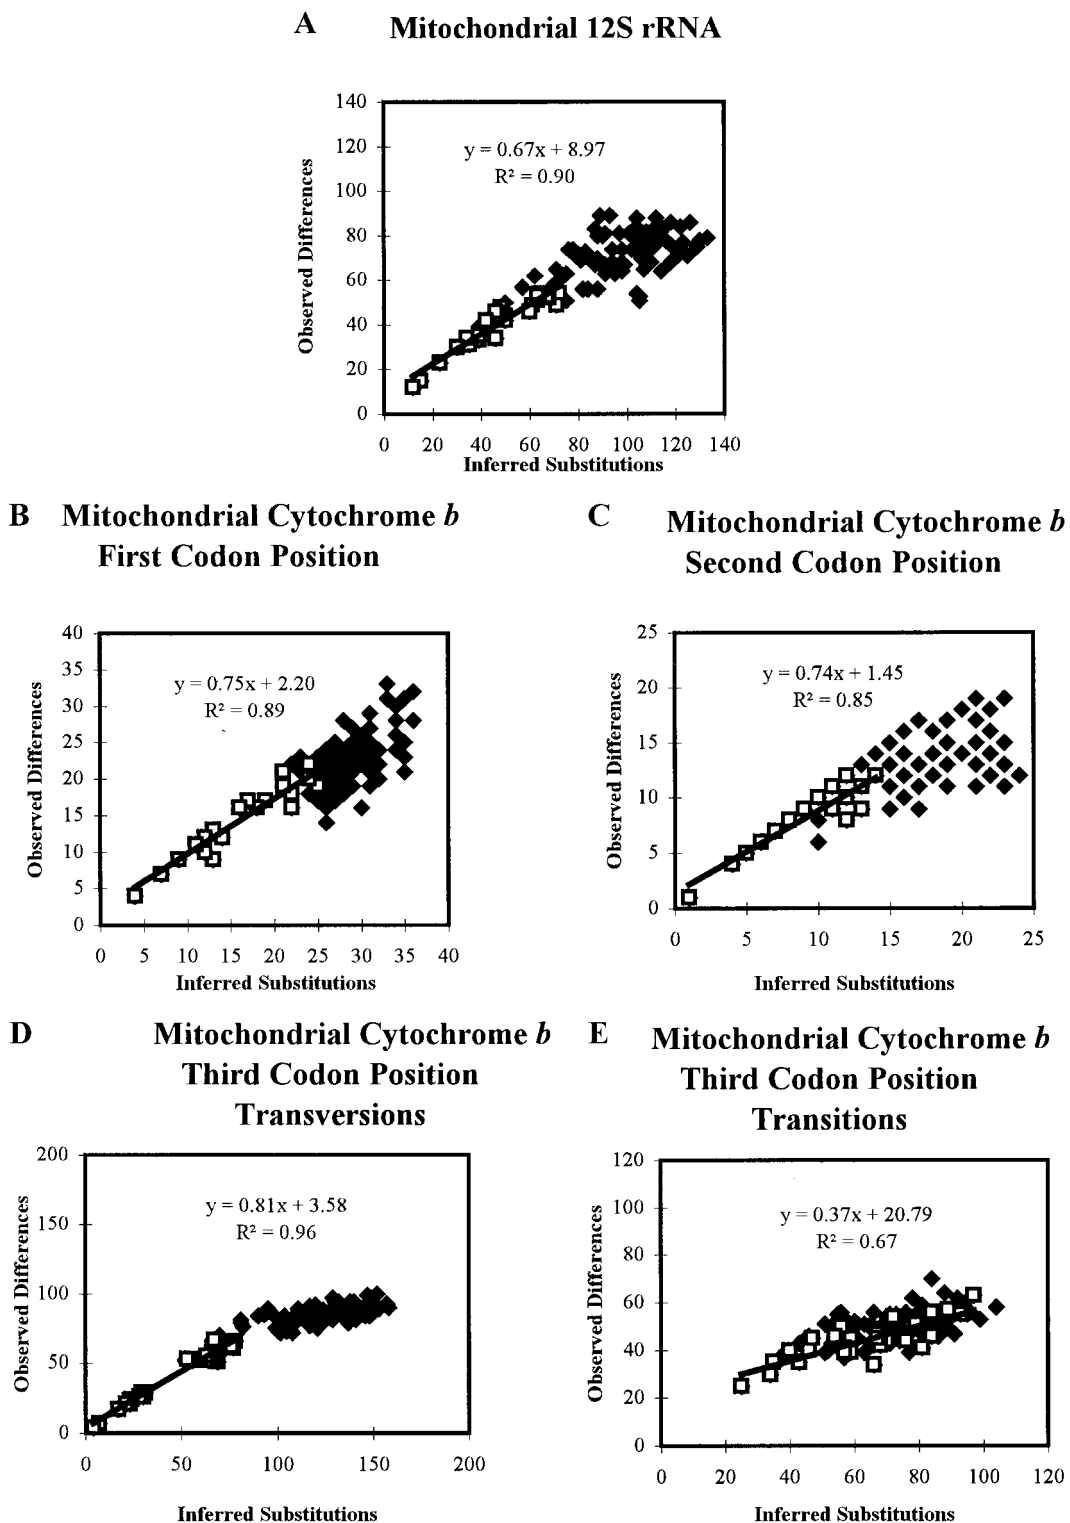 A Mitochondrial 12S rRNA
140
120
100
80
60
40
20
0
Observed Differences
y = 0.67x + 8.97
R² = 0.90
0 20 40 60 80 100 120 140
Inferred Substitutions
B Mitochondrial Cytochrome b
First Codon Position
40
35
30
25
20
15
10
5
0
Observed Differences
y = 0.75x + 2.20
R² = 0.89
0 5 10 15 20 25 30 35 40
Inferred Substitutions
C Mitochondrial Cytochrome b
Second Codon Position
25
20
15
10
5
0
Observed Differences
y = 0.74x + 1.45
R² = 0.85
0 5 10 15 20 25
Inferred Substitutions
D Mitochondrial Cytochrome b
Third Codon Position
Transversions
200
150
100
50
0
Observed Differences
y = 0.81x + 3.58
R² = 0.96
0 50 100 150 200
Inferred Substitutions
E Mitochondrial Cytochrome b
Third Codon Position
Transitions
120
100
80
60
40
20
0
Observed Differences
y = 0.37x + 20.79
R² = 0.67
0 20 40 60 80 100 120
Inferred Substitutions